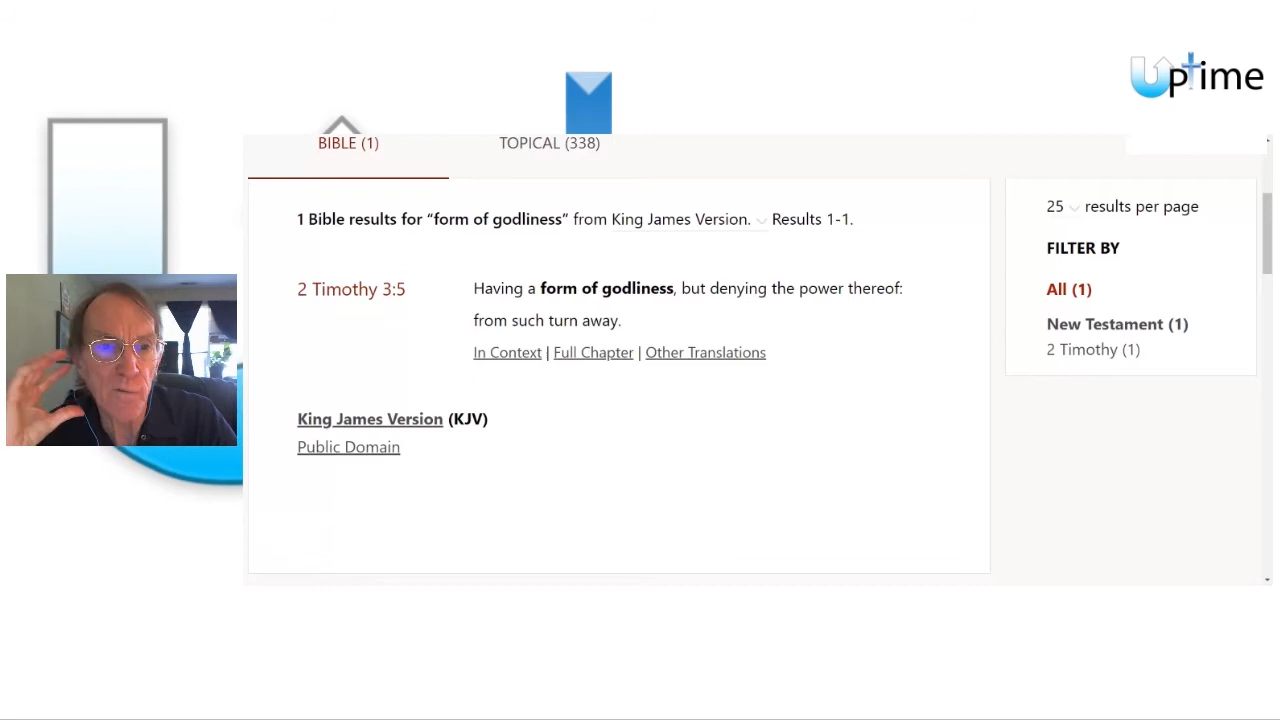 Uptime
BIBLE (1)
TOPICAL (338)
1 Bible results for “form of godliness” from King James Version. Results 1-1.
2 Timothy 3:5
Having a form of godliness, but denying the power thereof:
from such turn away.
In Context | Full Chapter | Other Translations
King James Version (KJV)
Public Domain
25 results per page
FILTER BY
All (1)
New Testament (1)
2 Timothy (1)